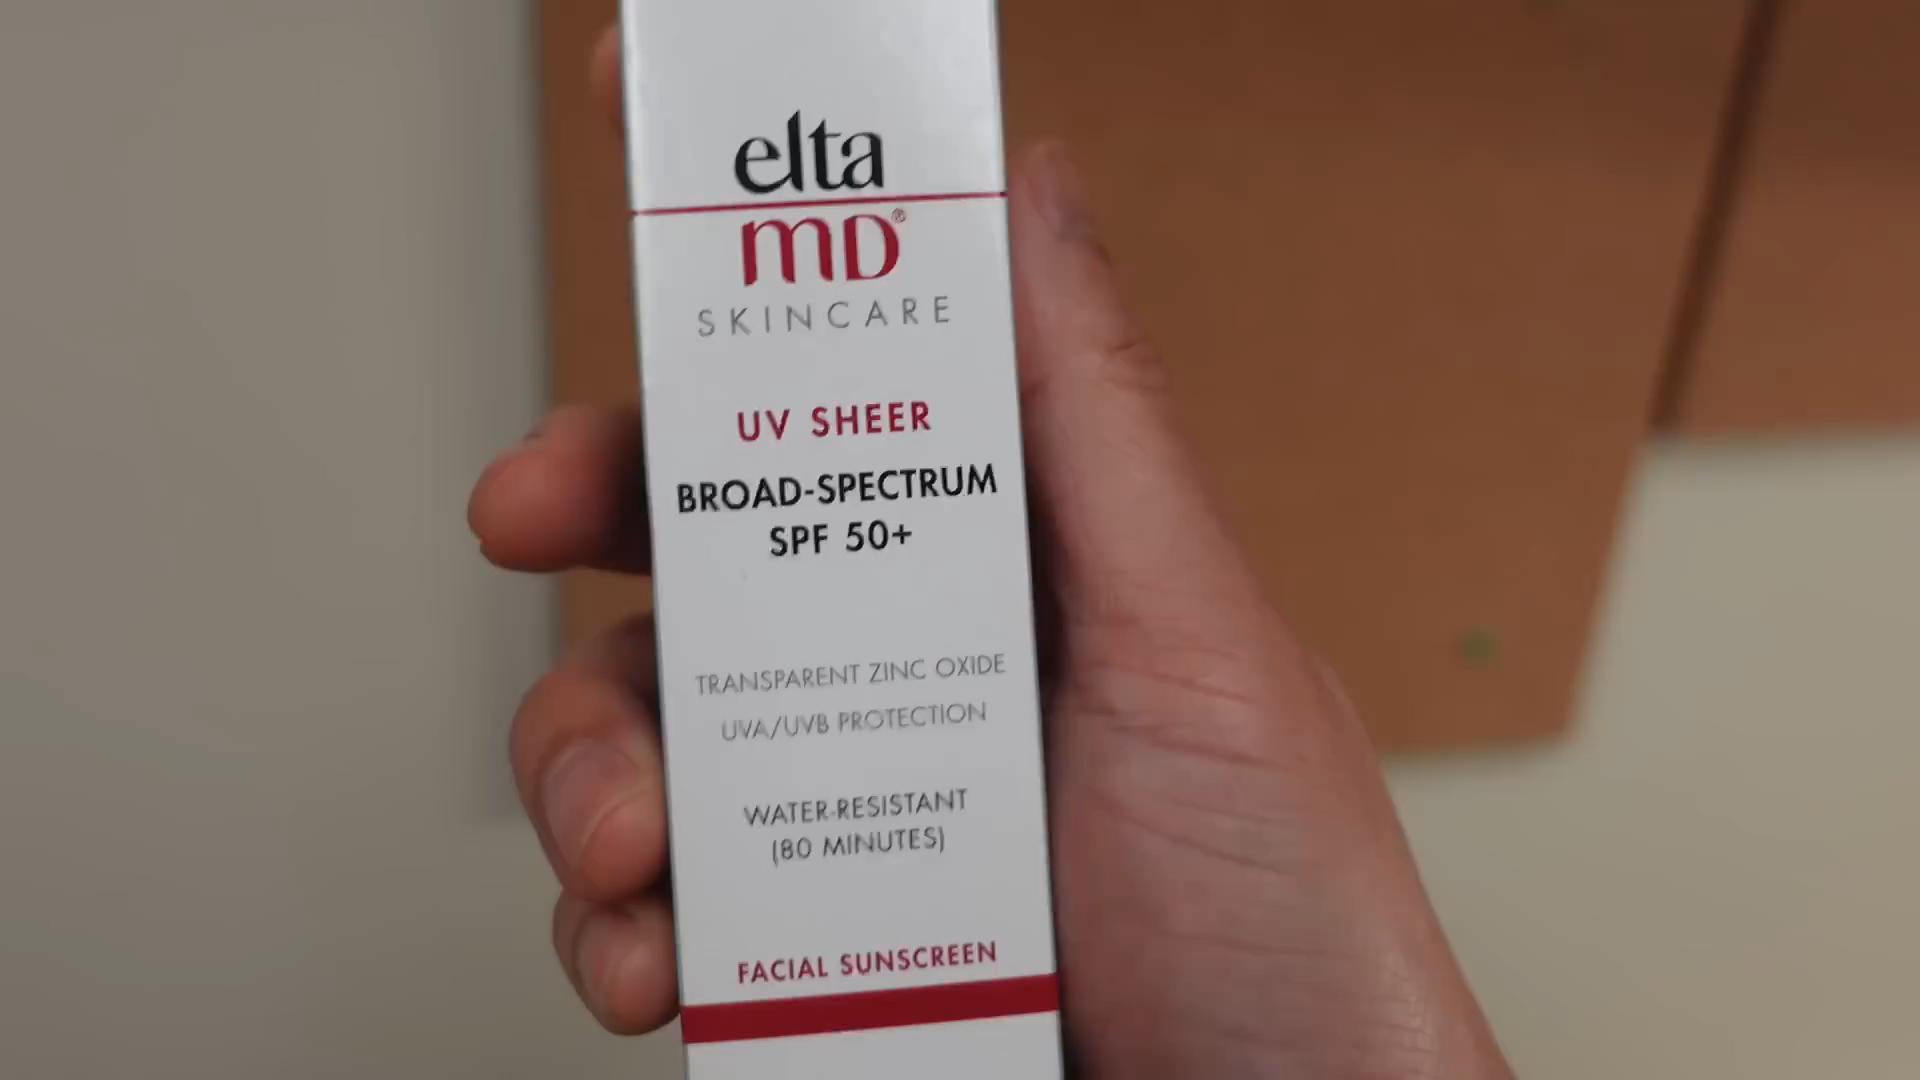 elta
MD®
SKINCARE
UV SHEER
BROAD-SPECTRUM
SPF 50+
TRANSPARENT ZINC OXIDE
UVA/UVB PROTECTION
WATER-RESISTANT
(80 MINUTES)
FACIAL SUNSCREEN